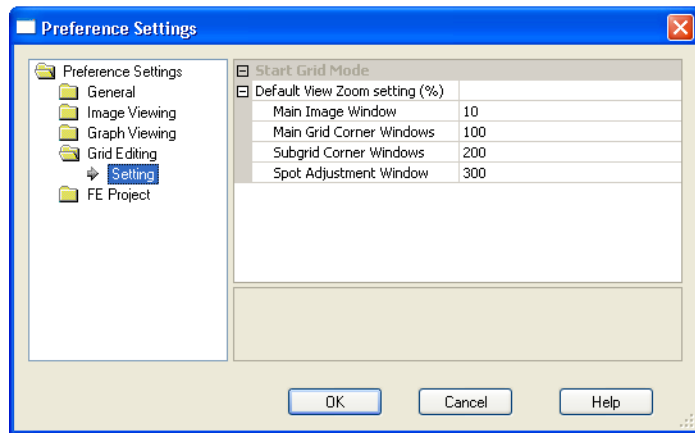 Preference Settings
Preference Settings
General
Image Viewing
Graph Viewing
Grid Editing
Setting
FE Project
Start Grid Mode
Default View Zoom setting (%)
Main Image Window 10
Main Grid Corner Windows 100
Subgrid Corner Windows 200
Spot Adjustment Window 300
OK Cancel Help